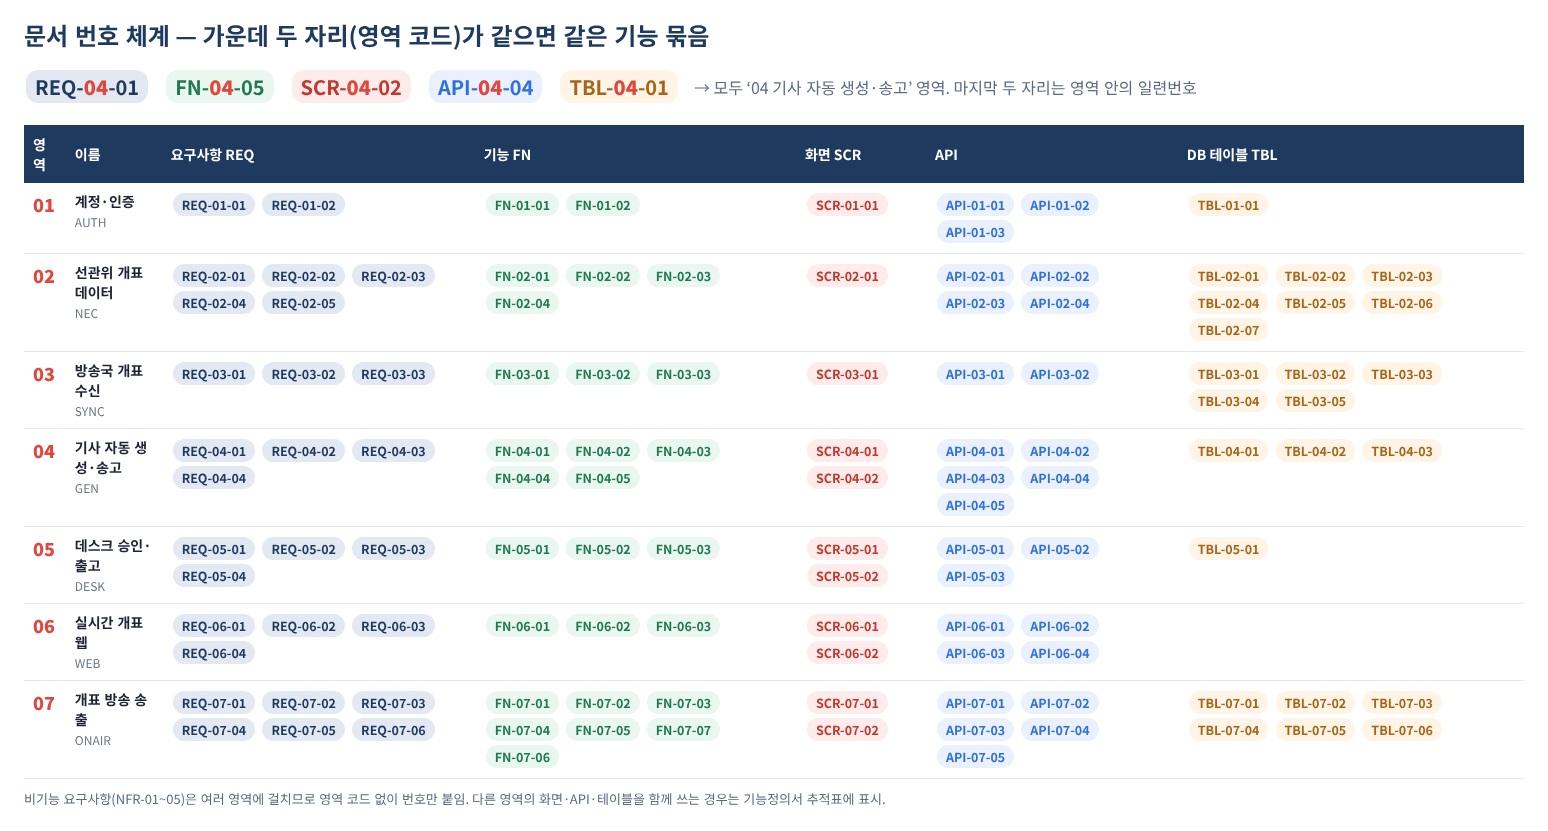 문서 번호 체계 — 가운데 두 자리(영역 코드)가 같으면 같은 기능 묶음
REQ-04-01 FN-04-05 SCR-04-02 API-04-04 TBL-04-01 → 모두 ‘04 기사 자동 생성·송고’ 영역. 마지막 두 자리는 영역 안의 일련번호
영역 이름 요구사항 REQ 기능 FN 화면 SCR API DB 테이블 TBL
01 계정·인증 REQ-01-01 REQ-01-02 FN-01-01 FN-01-02 SCR-01-01 API-01-01 API-01-02 TBL-01-01
AUTH API-01-03
02 선관위 개표 REQ-02-01 REQ-02-02 REQ-02-03 FN-02-01 FN-02-02 FN-02-03 SCR-02-01 API-02-01 API-02-02 TBL-02-01 TBL-02-02 TBL-02-03
데이터 REQ-02-04 REQ-02-05 FN-02-04 API-02-03 API-02-04 TBL-02-04 TBL-02-05 TBL-02-06
NEC TBL-02-07
03 방송국 개표 REQ-03-01 REQ-03-02 REQ-03-03 FN-03-01 FN-03-02 FN-03-03 SCR-03-01 API-03-01 API-03-02 TBL-03-01 TBL-03-02 TBL-03-03
수신 TBL-03-04 TBL-03-05
SYNC
04 기사 자동 생 REQ-04-01 REQ-04-02 REQ-04-03 FN-04-01 FN-04-02 FN-04-03 SCR-04-01 API-04-01 API-04-02 TBL-04-01 TBL-04-02 TBL-04-03
성·송고 REQ-04-04 FN-04-04 FN-04-05 SCR-04-02 API-04-03 API-04-04
GEN API-04-05
05 데스크 승인· REQ-05-01 REQ-05-02 REQ-05-03 FN-05-01 FN-05-02 FN-05-03 SCR-05-01 API-05-01 API-05-02 TBL-05-01
출고 REQ-05-04 SCR-05-02 API-05-03
DESK
06 실시간 개표 REQ-06-01 REQ-06-02 REQ-06-03 FN-06-01 FN-06-02 FN-06-03 SCR-06-01 API-06-01 API-06-02
웹 REQ-06-04 SCR-06-02 API-06-03 API-06-04
WEB
07 개표 방송 송 REQ-07-01 REQ-07-02 REQ-07-03 FN-07-01 FN-07-02 FN-07-03 SCR-07-01 API-07-01 API-07-02 TBL-07-01 TBL-07-02 TBL-07-03
출 REQ-07-04 REQ-07-05 REQ-07-06 FN-07-04 FN-07-05 FN-07-07 SCR-07-02 API-07-03 API-07-04 TBL-07-04 TBL-07-05 TBL-07-06
ONAIR FN-07-06 API-07-05
비기능 요구사항(NFR-01~05)은 여러 영역에 걸치므로 영역 코드 없이 번호만 붙임. 다른 영역의 화면·API·테이블을 함께 쓰는 경우는 기능정의서 추적표에 표시.